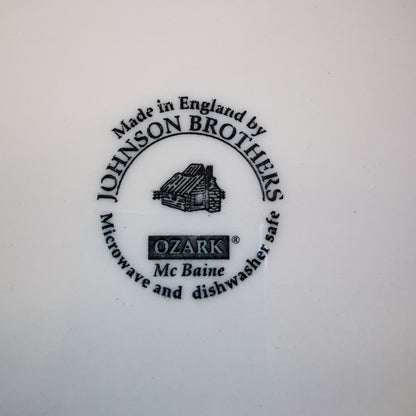 Made in England by
JOHNSON BROTHERS
OZARK®
Mc Baine
Microwave and dishwasher safe